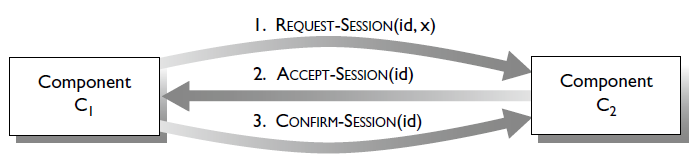 1. REQUEST-SESSION(id, x)
2. ACCEPT-SESSION(id)
3. CONFIRM-SESSION(id)
Component
C1
Component
C2